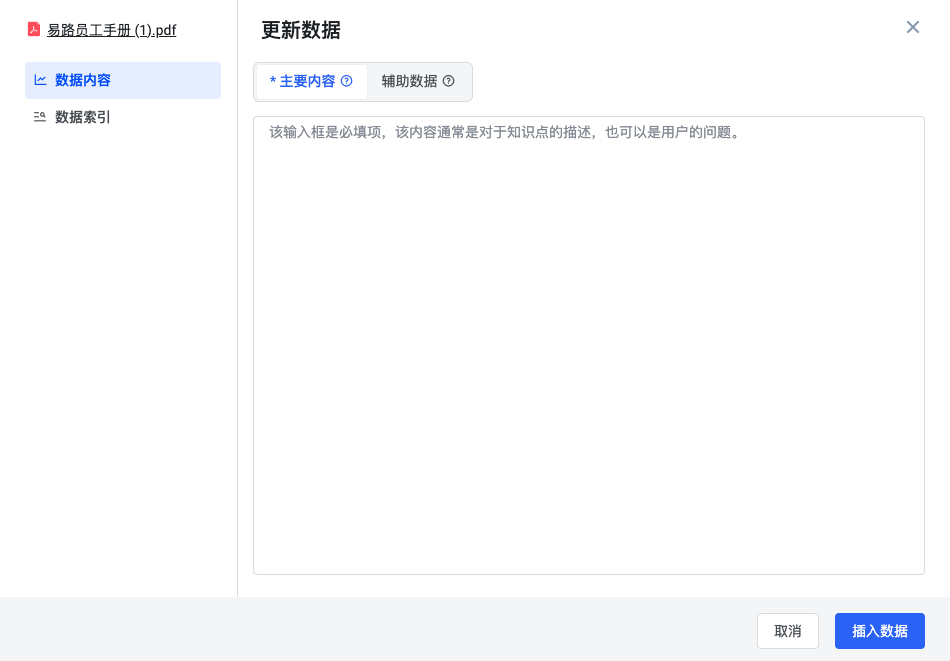 易路员工手册 (1).pdf
数据内容
数据索引
更新数据
* 主要内容
辅助数据
该输入框是必填项，该内容通常是对于知识点的描述，也可以是用户的问题。
取消
插入数据